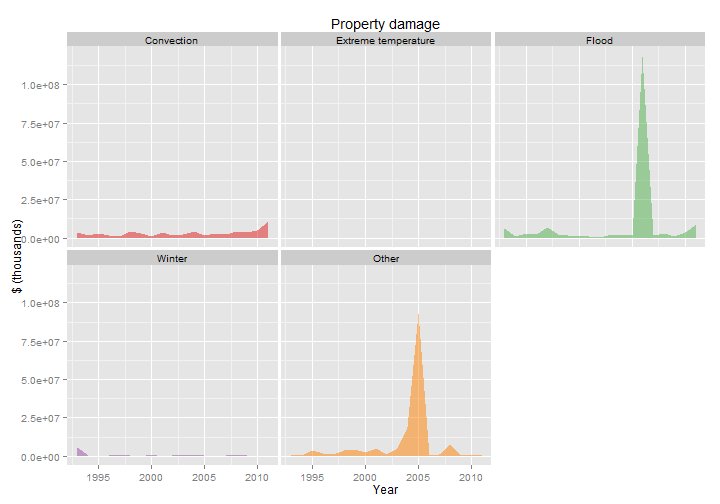 Property damage
Convection
Extreme temperature
Flood
1.0e+08
7.5e+07
5.0e+07
2.5e+07
0.0e+00
$ (thousands)
Winter
Other
1.0e+08
7.5e+07
5.0e+07
2.5e+07
0.0e+00
1995 2000 2005 2010
1995 2000 2005 2010
Year